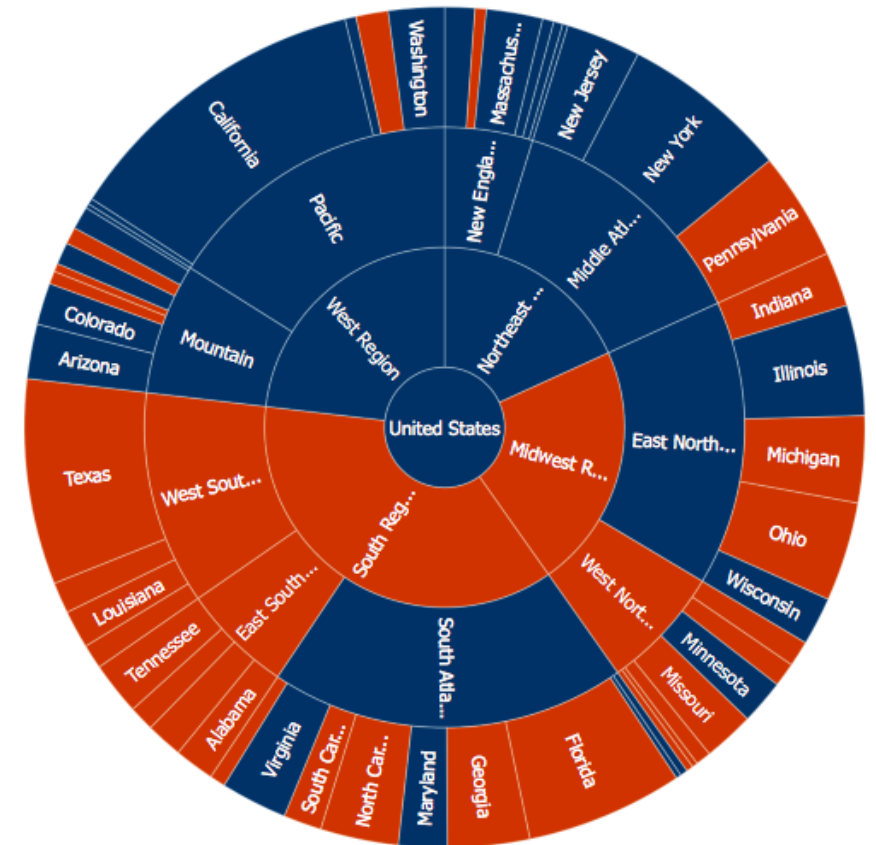 United States
Northeast ...
Midwest R...
South Reg...
West Region
New Engla...
Middle Atl...
East North...
West Nort...
South Atla...
East South...
West Sout...
Mountain
Pacific
Massachus...
New Jersey
New York
Pennsylvania
Indiana
Illinois
Michigan
Ohio
Wisconsin
Minnesota
Missouri
Florida
Georgia
Maryland
North Car...
South Car...
Virginia
Alabama
Tennessee
Louisiana
Texas
Arizona
Colorado
California
Washington